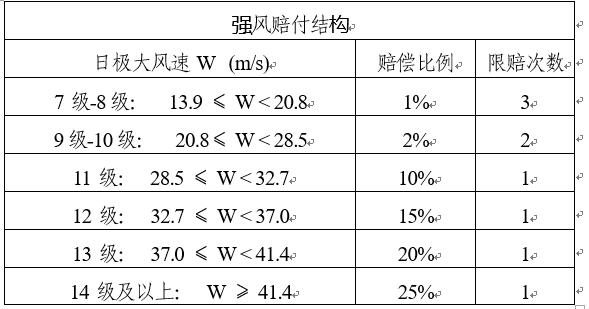 强风赔付结构
日极大风速 W (m/s) 赔偿比例 限赔次数
7 级-8 级: 13.9 ≤ W<20.8 1% 3
9 级-10 级: 20.8≤ W<28.5 2% 2
11 级: 28.5 ≤ W<32.7 10% 1
12 级: 32.7 ≤ W<37.0 15% 1
13 级: 37.0 ≤ W<41.4 20% 1
14 级及以上: W ≥ 41.4 25% 1